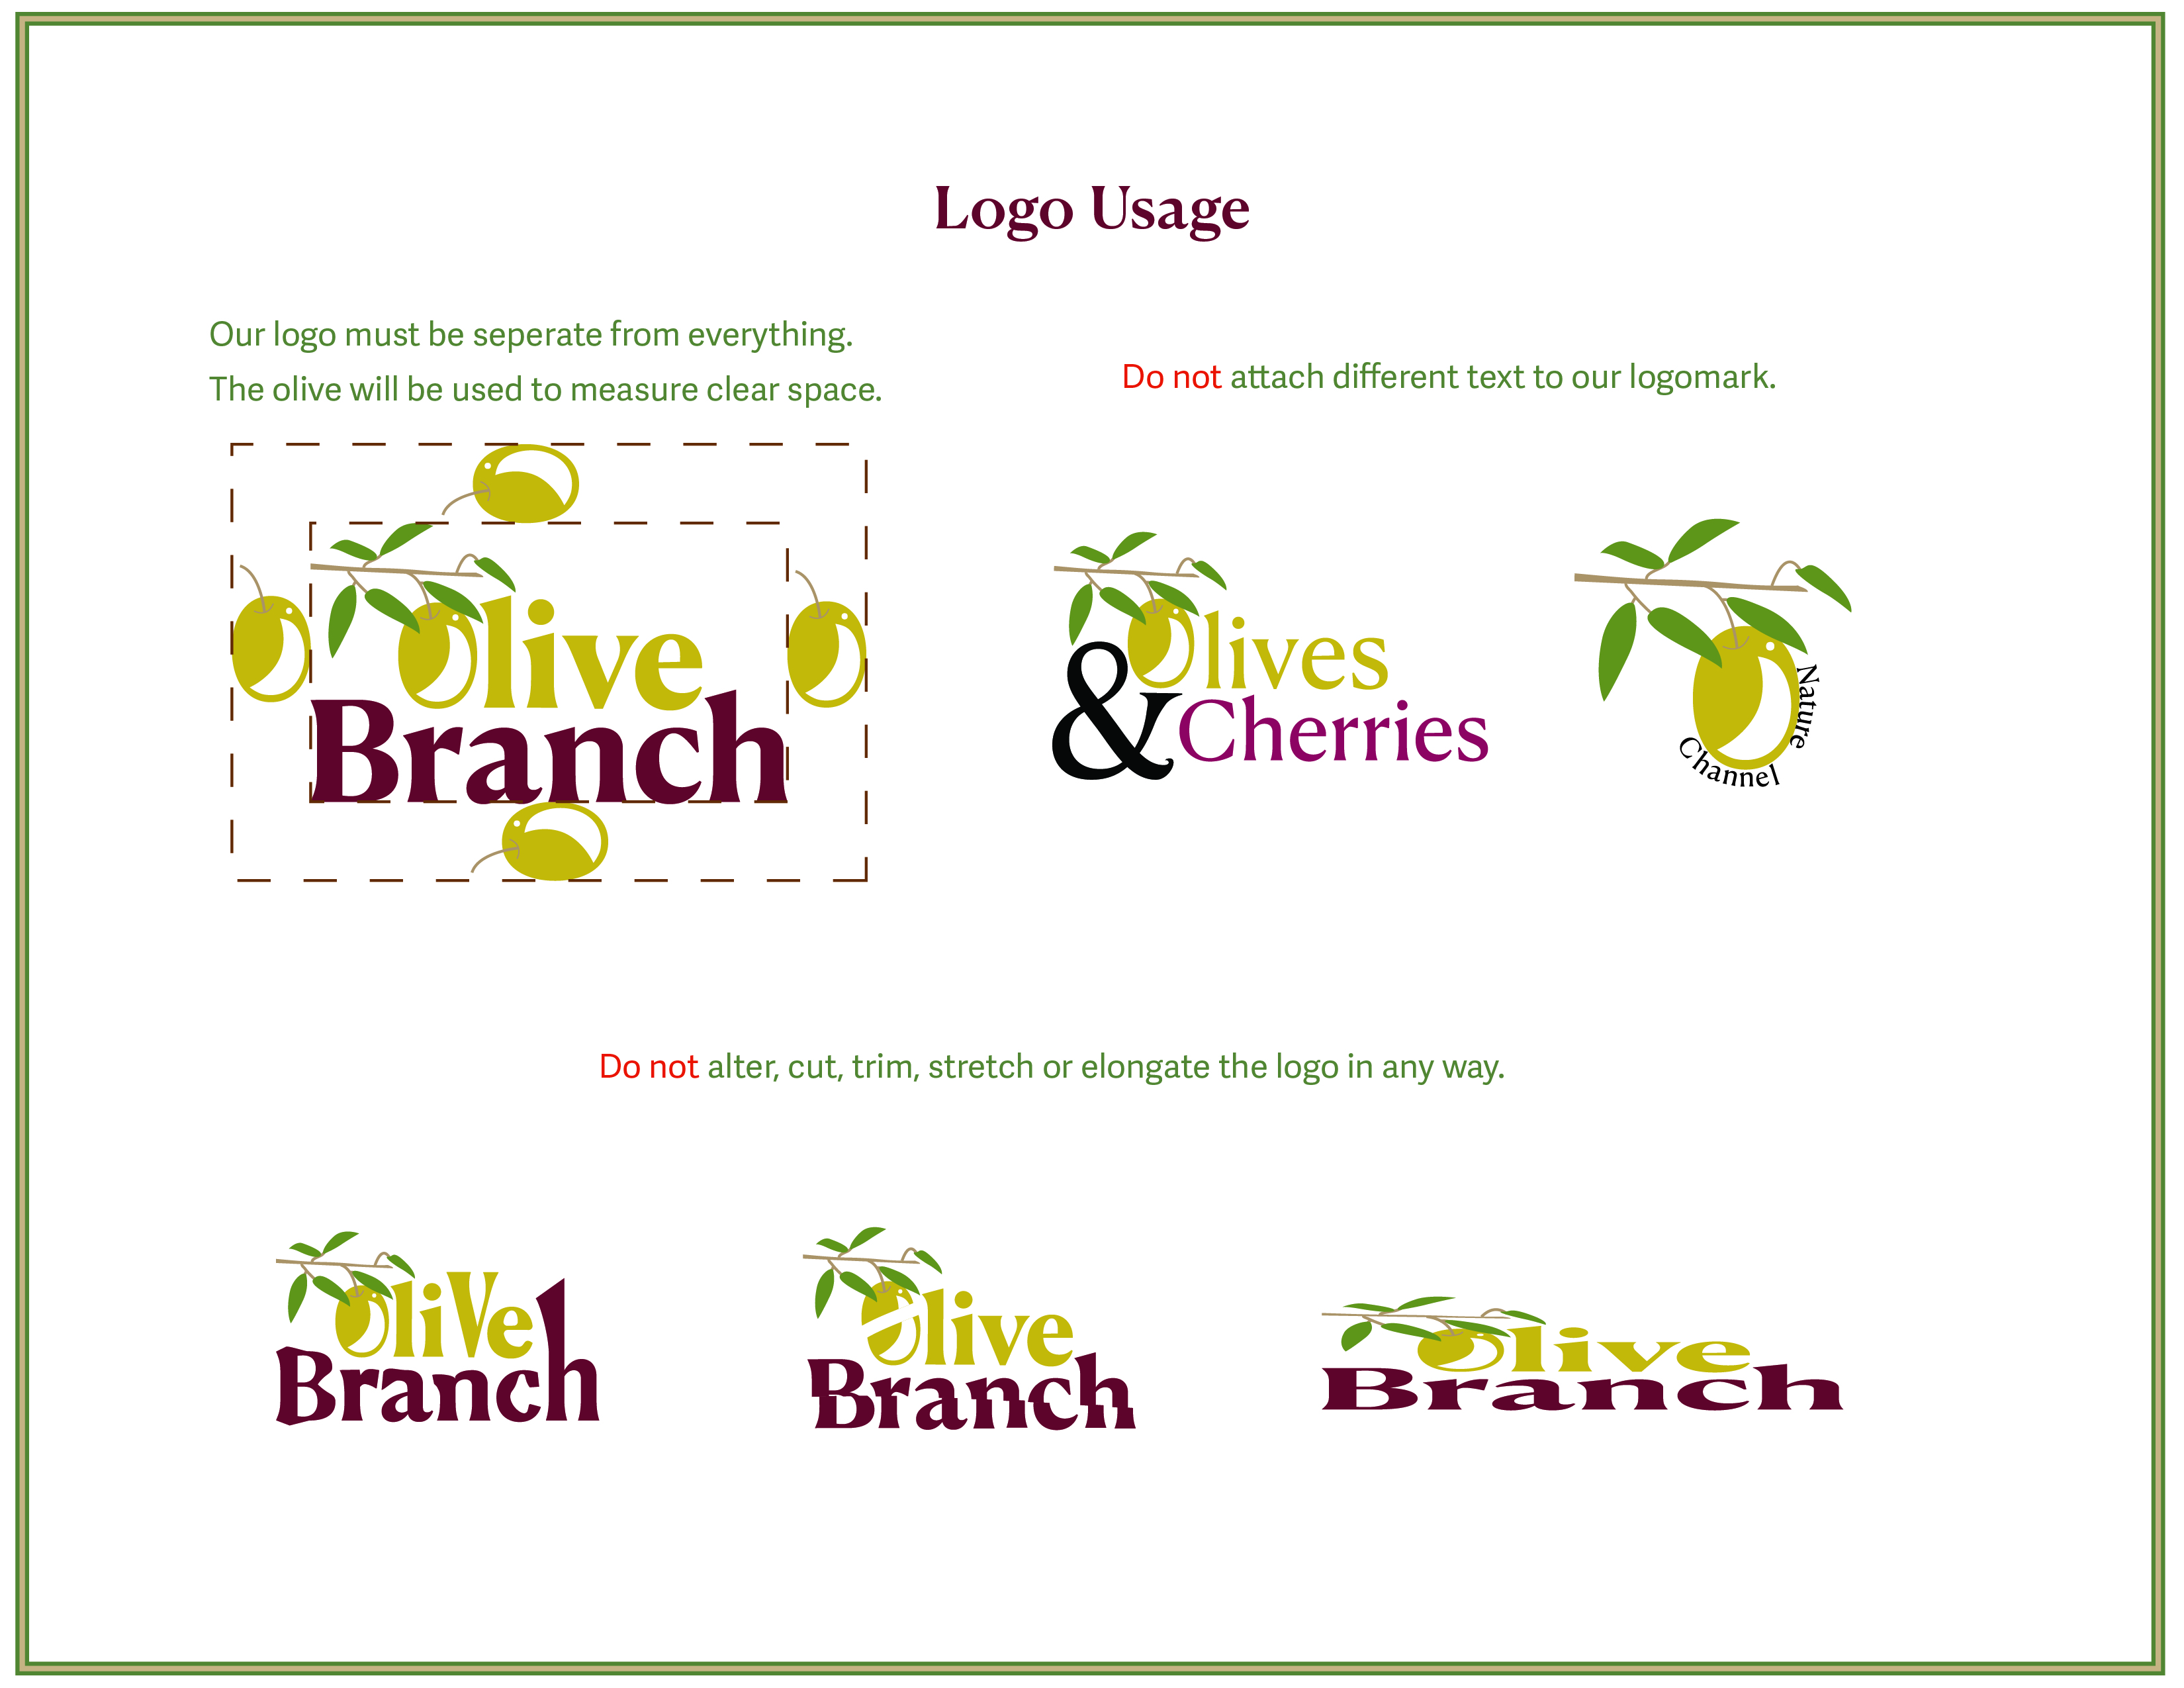 Logo Usage
Our logo must be seperate from everything.
The olive will be used to measure clear space.
Do not attach different text to our logomark.
Olive
Branch
Olives
& Cherries
Nature
Channel
Do not alter, cut, trim, stretch or elongate the logo in any way.
OliVe
Branch
Olive
Branch
Olive
Branch